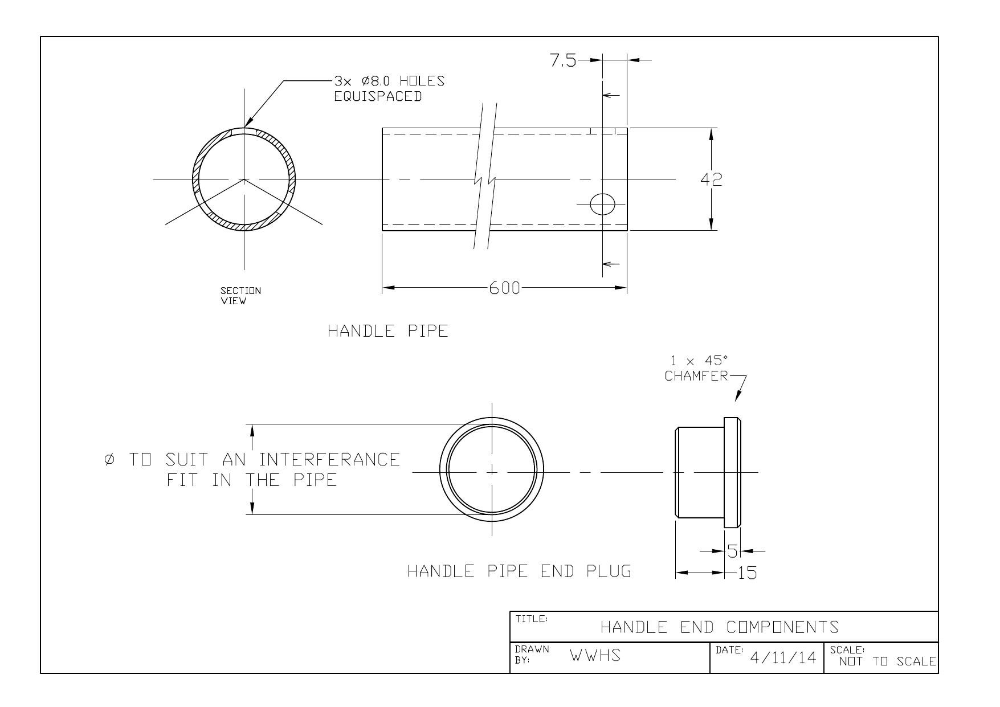 7.5
3x Ø8.0 HOLES
EQUISPACED
42
600
SECTION
VIEW
HANDLE PIPE
1 x 45°
CHAMFER
Ø TO SUIT AN INTERFERANCE
FIT IN THE PIPE
5
15
HANDLE PIPE END PLUG
TITLE:
HANDLE END COMPONENTS
DRAWN
BY:
WWHS
DATE:
4/11/14
SCALE:
NOT TO SCALE